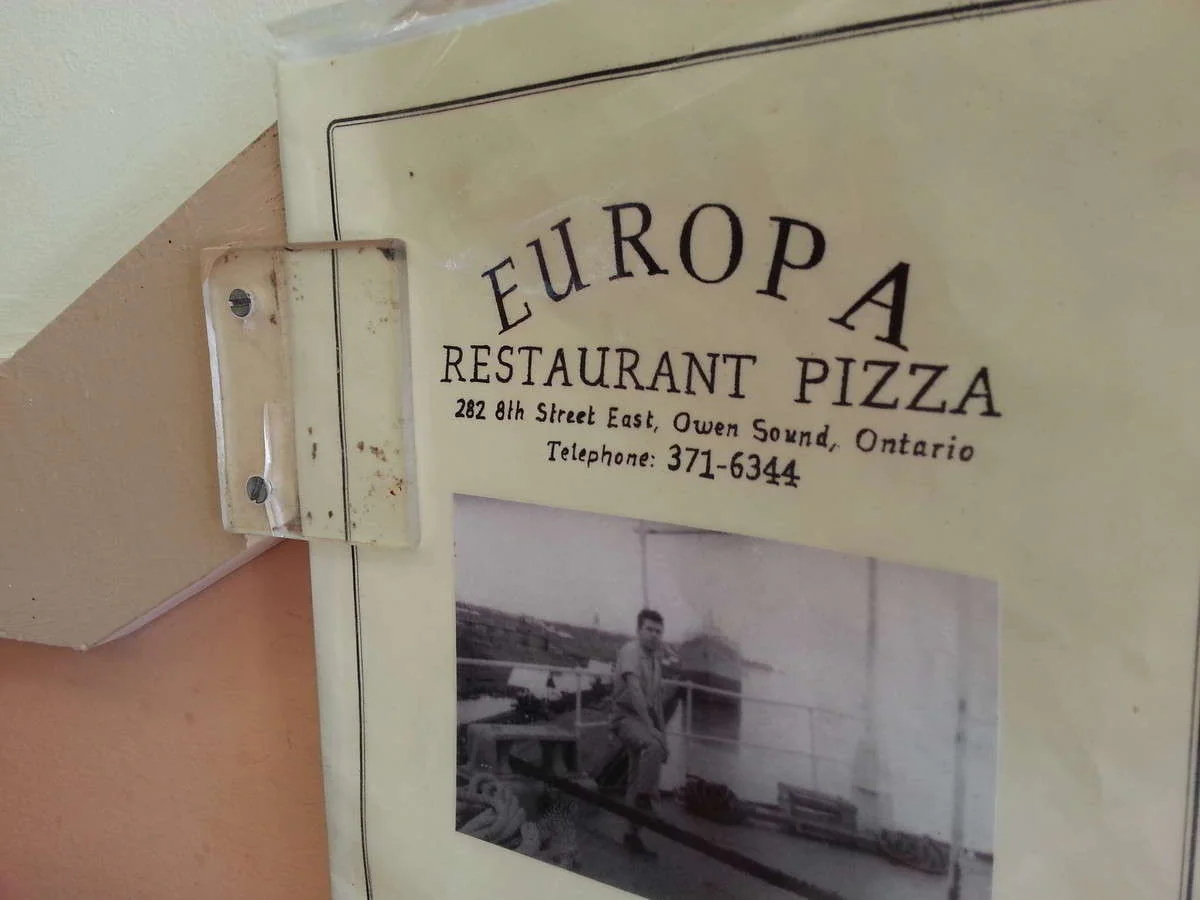 EUROPA
RESTAURANT PIZZA
282 8th Street East, Owen Sound, Ontario
Telephone: 371-6344